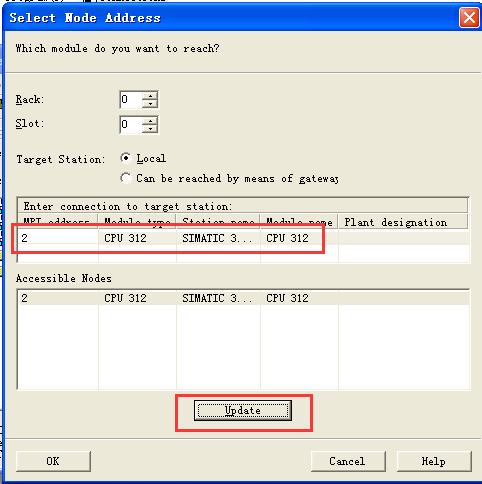 Select Node Address
Which module do you want to reach?
Rack: 0
Slot: 0
Target Station: Local
Can be reached by means of gateway
Enter connection to target station:
MPI address Module type Station name Module name Plant designation
2 CPU 312 SIMATIC 3... CPU 312
Accessible Nodes
2 CPU 312 SIMATIC 3... CPU 312
Update
OK Cancel Help